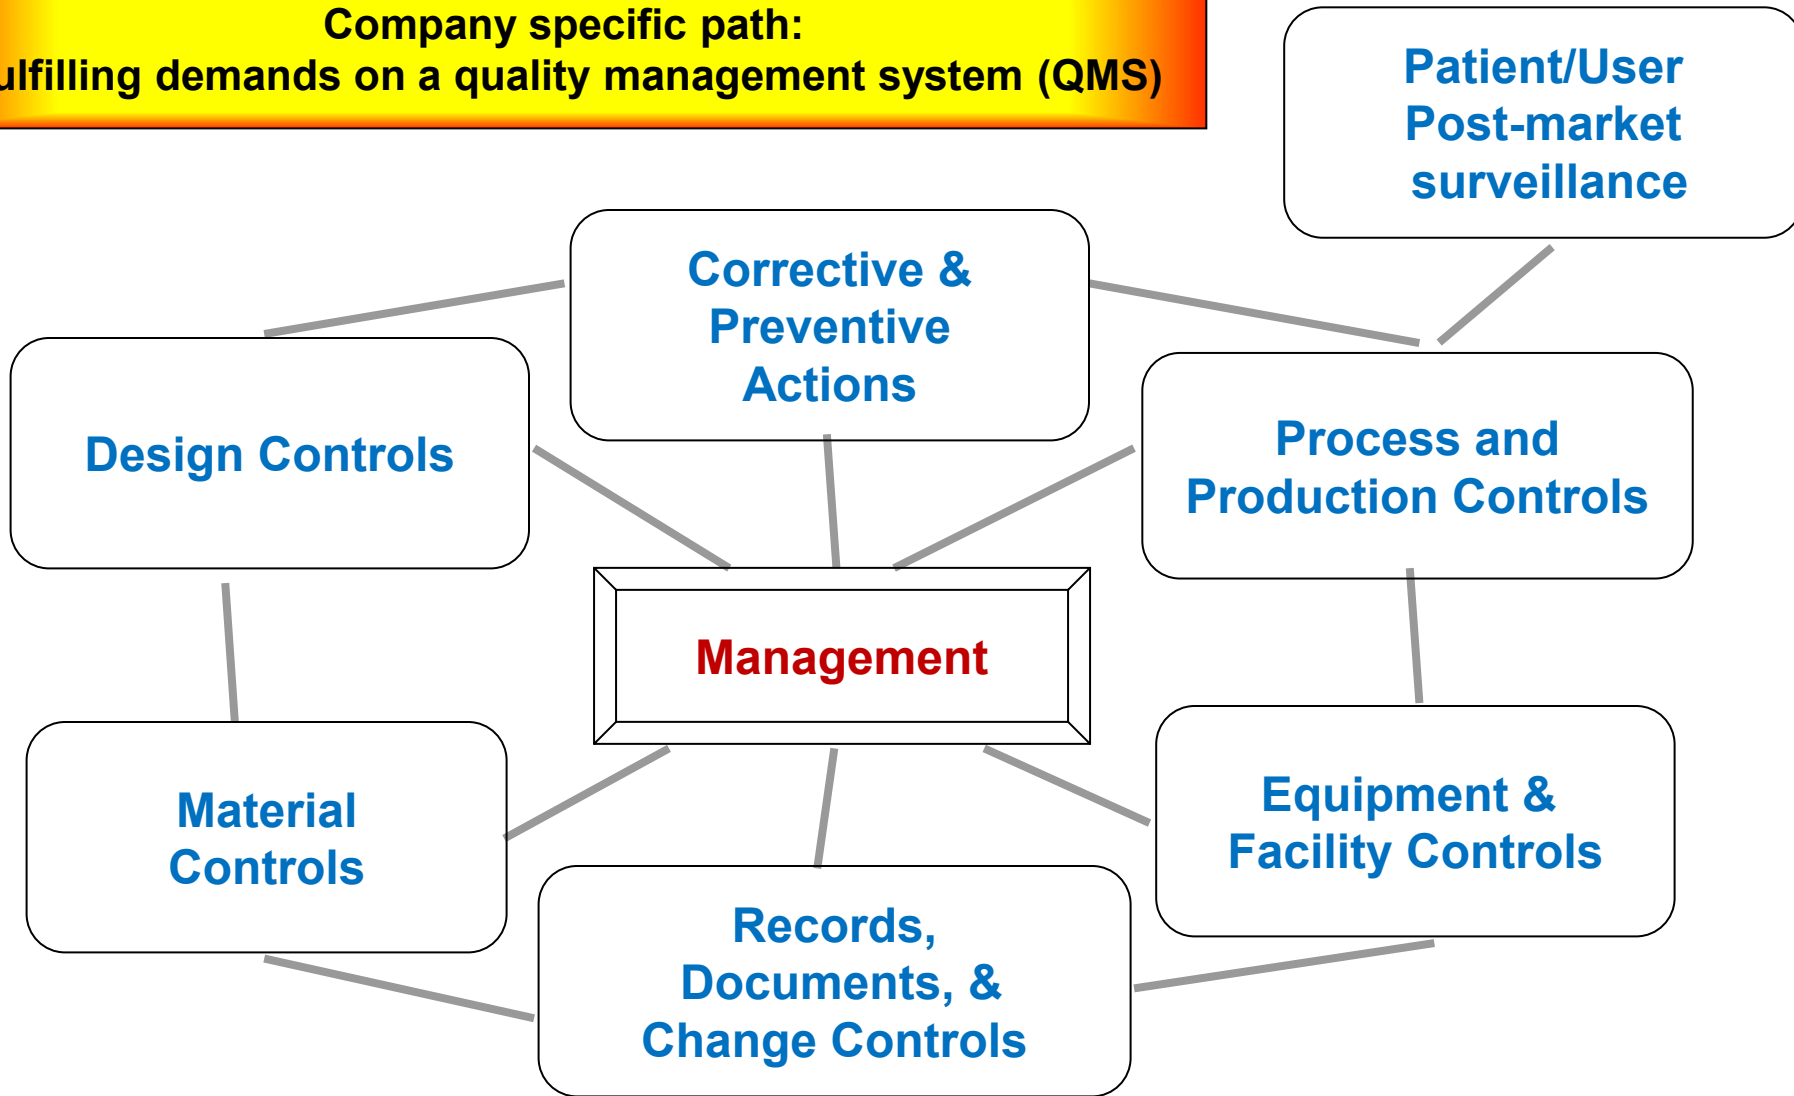 Company specific path:
ulfilling demands on a quality management system (QMS)
Patient/User
Post-market
surveillance
Corrective &
Preventive
Actions
Design Controls
Process and
Production Controls
Management
Material
Controls
Equipment &
Facility Controls
Records,
Documents, &
Change Controls